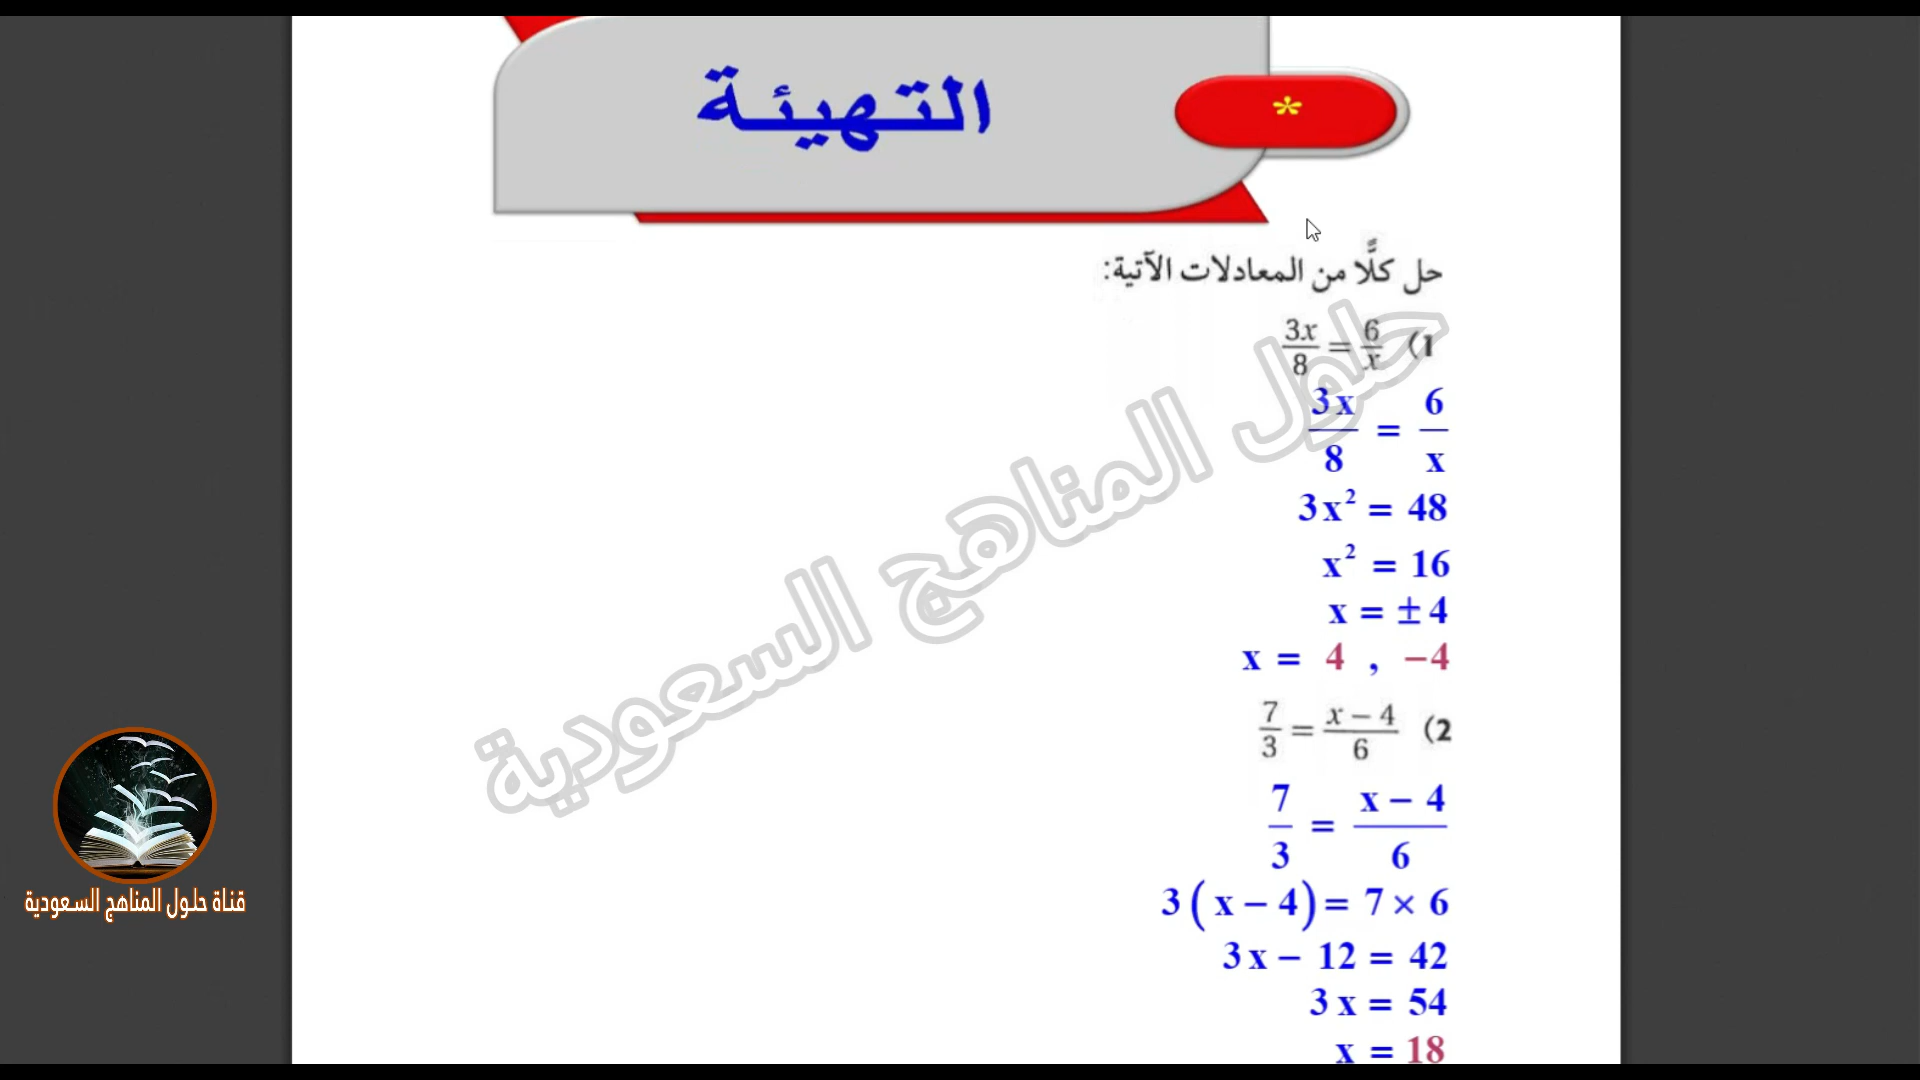 التهيئة
*
حل كلًّا من المعادلات الآتية:
(1 3x/8 = 6/x
3x/8 = 6/x
3x² = 48
x² = 16
x = ±4
x = 4 , −4
(2 7/3 = x − 4/6
7/3 = x − 4/6
3(x − 4) = 7 × 6
3x − 12 = 42
3x = 54
x = 18
حلول المناهج السعودية
قناة حلول المناهج السعودية